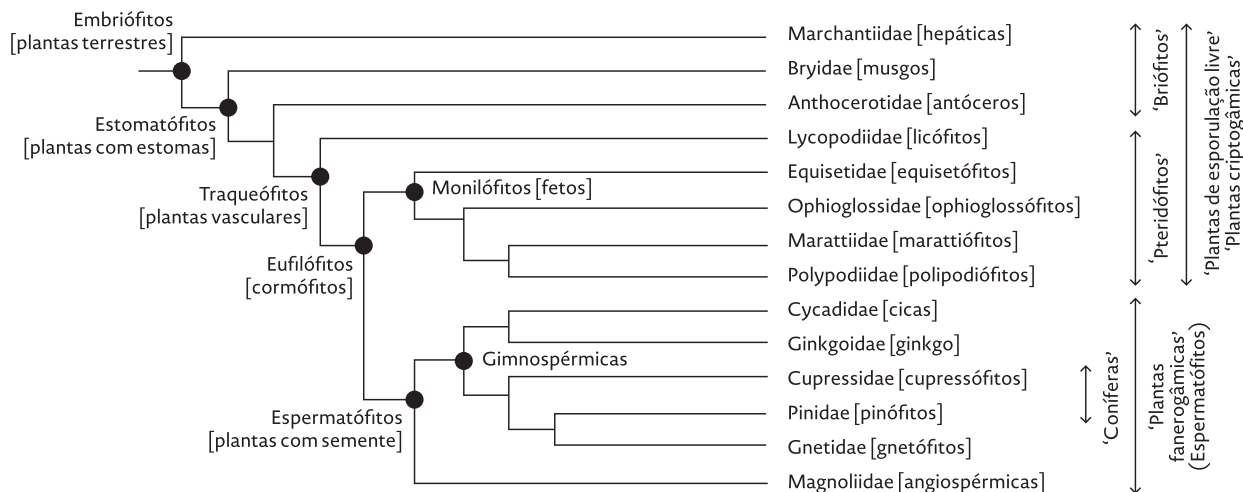 Embriófitos
[plantas terrestres]
Estomatófitos
[plantas com estomas]
Traqueófitos
[plantas vasculares]
Monilófitos [fetos]
Eufilófitos
[cormófitos]
Gimnospérmicas
Espermatófitos
[plantas com semente]
Marchantiidae [hepáticas]
Bryidae [musgos]
Anthocerotidae [antóceros]
Lycopodiidae [licófitos]
Equisetidae [equisetófitos]
Ophioglossidae [ophioglossófitos]
Marattiidae [marattiófitos]
Polypodiidae [polipodiófitos]
Cycadidae [cicas]
Ginkgoidae [ginkgo]
Cupressidae [cupressófitos]
Pinidae [pinófitos]
Gnetidae [gnetófitos]
Magnoliidae [angiospérmicas]
‘Briófitos’
‘Pteridófitos’
‘Plantas de esporulação livre’
‘Plantas criptogâmicas’
‘Coníferas’
‘Plantas
fanerogâmicas’
(Espermatófitos)